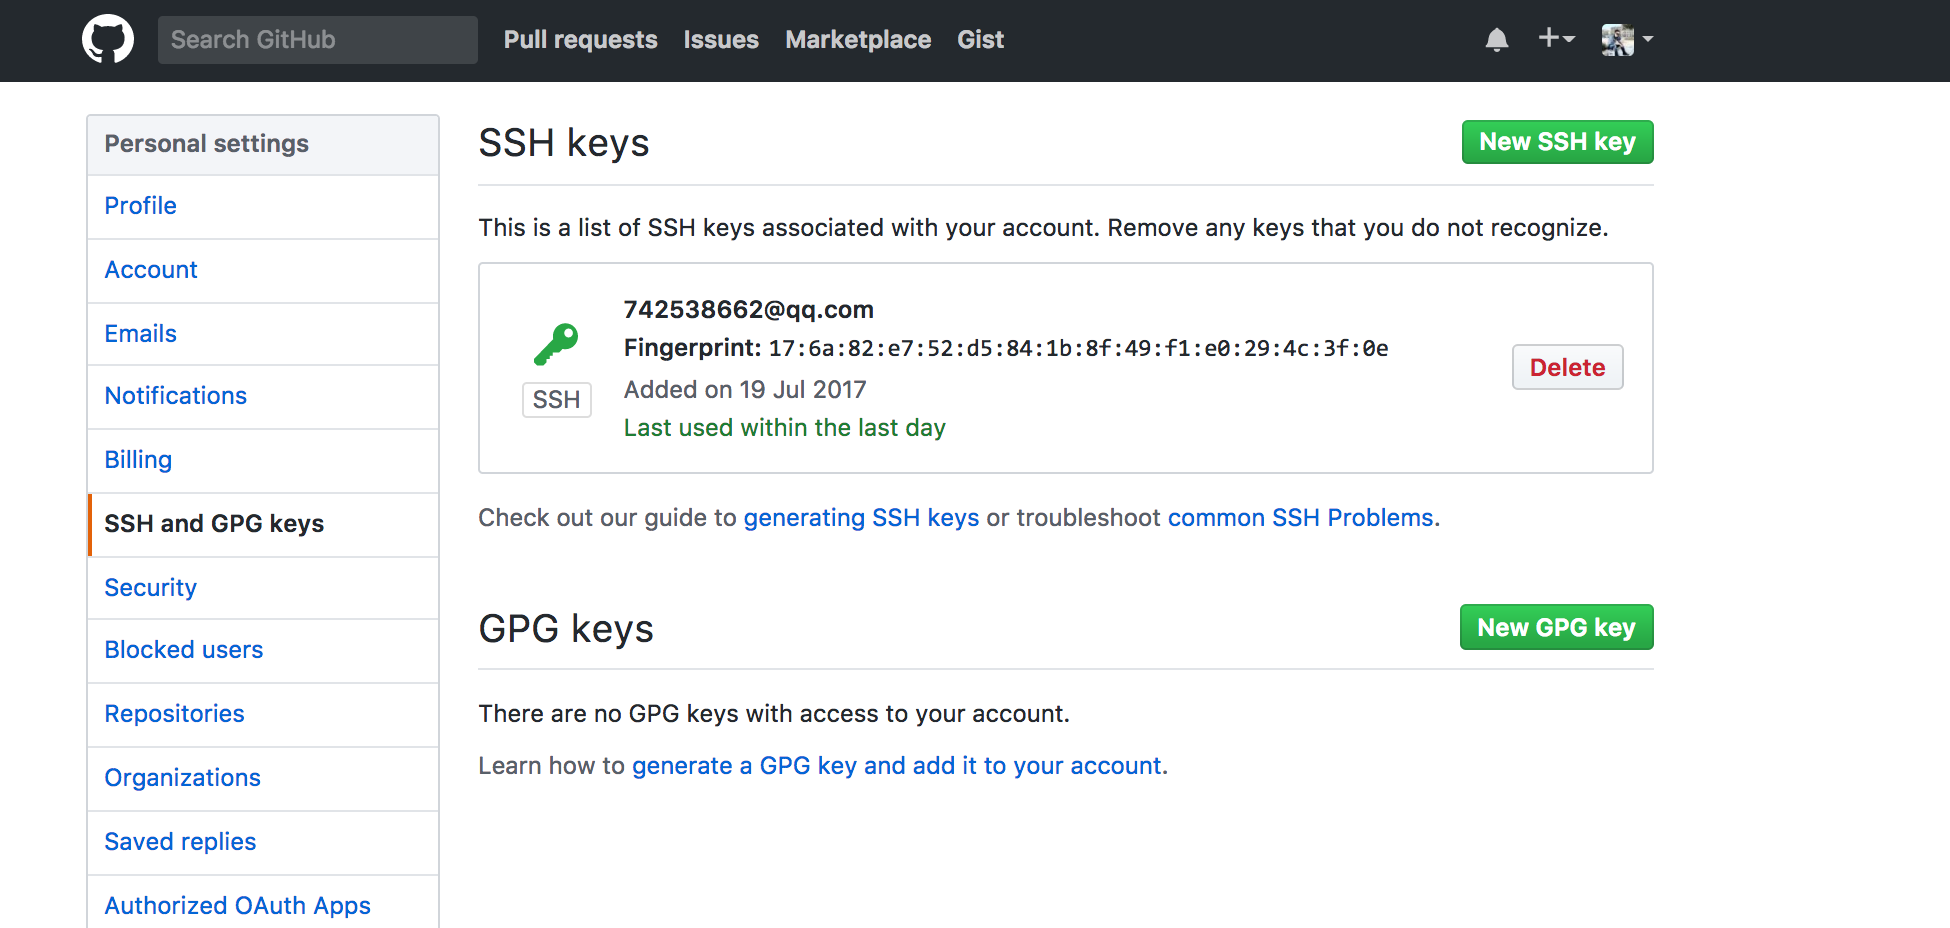 Search GitHub Pull requests Issues Marketplace Gist
Personal settings
Profile
Account
Emails
Notifications
Billing
SSH and GPG keys
Security
Blocked users
Repositories
Organizations
Saved replies
Authorized OAuth Apps
SSH keys
New SSH key
This is a list of SSH keys associated with your account. Remove any keys that you do not recognize.
742538662@qq.com
Fingerprint: 17:6a:82:e7:52:d5:84:1b:8f:49:f1:e0:29:4c:3f:0e
Added on 19 Jul 2017
Last used within the last day
SSH
Delete
Check out our guide to generating SSH keys or troubleshoot common SSH Problems.
GPG keys
New GPG key
There are no GPG keys with access to your account.
Learn how to generate a GPG key and add it to your account.